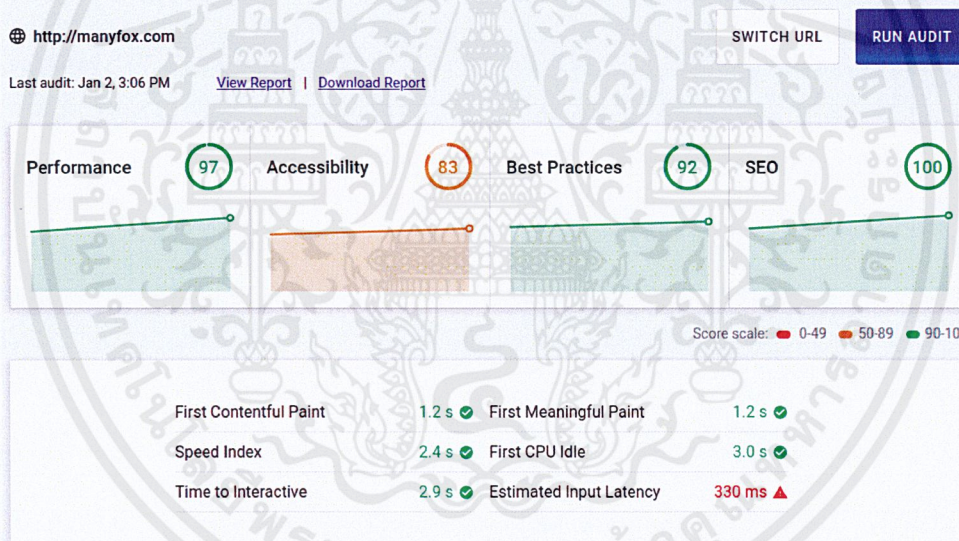 http://manyfox.com
SWITCH URL
RUN AUDIT
Last audit: Jan 2, 3:06 PM View Report | Download Report
Performance 97 Accessibility 83 Best Practices 92 SEO 100
Score scale: 0-49 50-89 90-10
First Contentful Paint 1.2 s First Meaningful Paint 1.2 s
Speed Index 2.4 s First CPU Idle 3.0 s
Time to Interactive 2.9 s Estimated Input Latency 330 ms